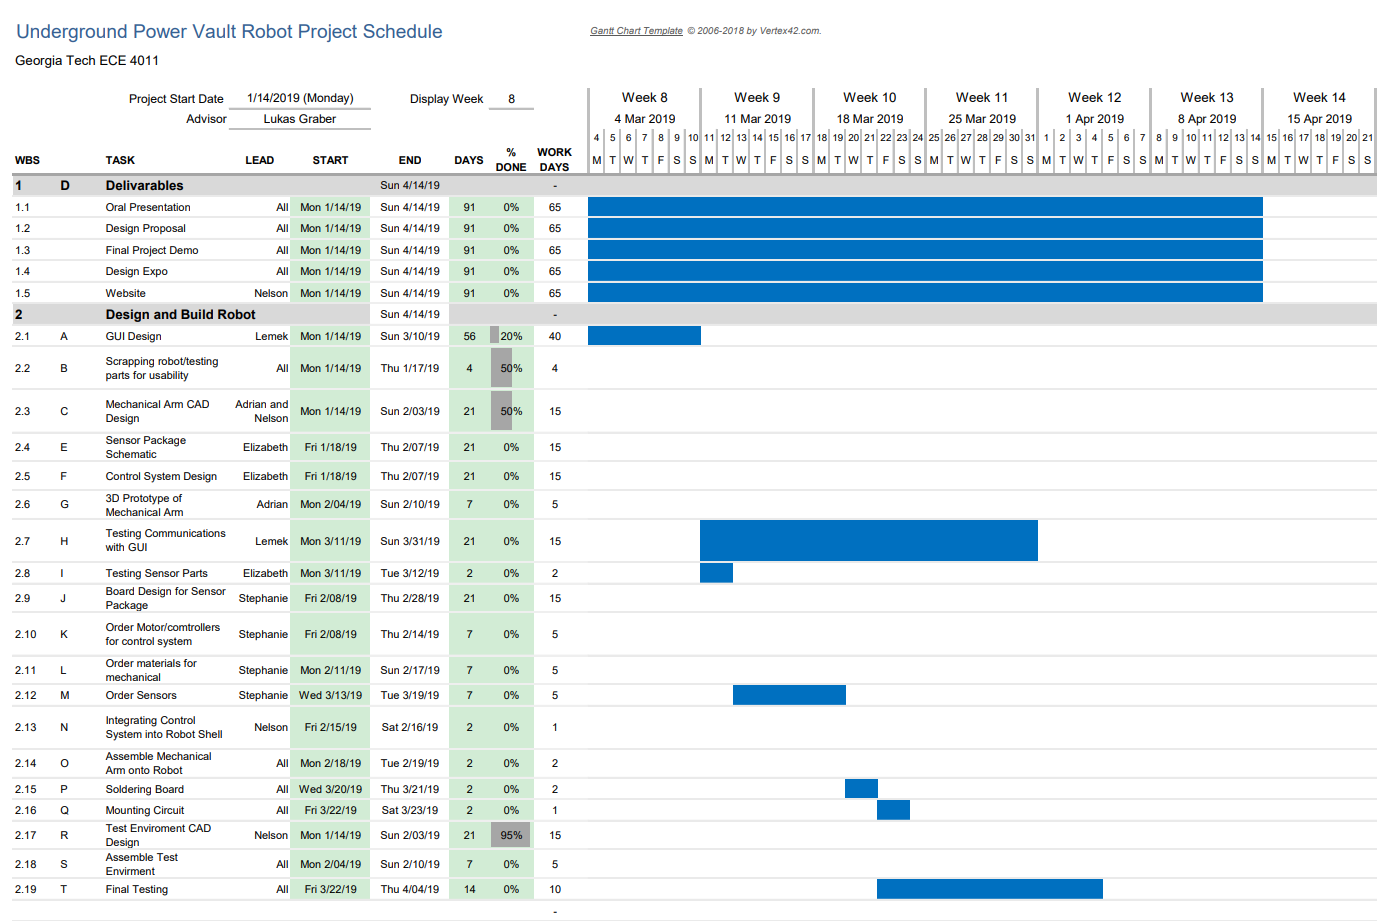 Underground Power Vault Robot Project Schedule
Gantt Chart Template © 2006-2018 by Vertex42.com.
Georgia Tech ECE 4011
Project Start Date 1/14/2019 (Monday) Display Week 8
Advisor Lukas Graber
Week 8 Week 9 Week 10 Week 11 Week 12 Week 13 Week 14
4 Mar 2019 11 Mar 2019 18 Mar 2019 25 Mar 2019 1 Apr 2019 8 Apr 2019 15 Apr 2019
4 5 6 7 8 9 10 11 12 13 14 15 16 17 18 19 20 21 22 23 24 25 26 27 28 29 30 31 1 2 3 4 5 6 7 8 9 10 11 12 13 14 15 16 17 18 19 20 21
WBS TASK LEAD START END DAYS % DONE WORK DAYS M T W T F S S M T W T F S S M T W T F S S M T W T F S S M T W T F S S M T W T F S S M T W T F S S
1 D Delivarables Sun 4/14/19 -
1.1 Oral Presentation All Mon 1/14/19 Sun 4/14/19 91 0% 65
1.2 Design Proposal All Mon 1/14/19 Sun 4/14/19 91 0% 65
1.3 Final Project Demo All Mon 1/14/19 Sun 4/14/19 91 0% 65
1.4 Design Expo All Mon 1/14/19 Sun 4/14/19 91 0% 65
1.5 Website Nelson Mon 1/14/19 Sun 4/14/19 91 0% 65
2 Design and Build Robot Sun 4/14/19 -
2.1 A GUI Design Lemek Mon 1/14/19 Sun 3/10/19 56 20% 40
2.2 B Scrapping robot/testing parts for usability All Mon 1/14/19 Thu 1/17/19 4 50% 4
2.3 C Mechanical Arm CAD Design Adrian and Nelson Mon 1/14/19 Sun 2/03/19 21 50% 15
2.4 E Sensor Package Schematic Elizabeth Fri 1/18/19 Thu 2/07/19 21 0% 15
2.5 F Control System Design Elizabeth Fri 1/18/19 Thu 2/07/19 21 0% 15
2.6 G 3D Prototype of Mechanical Arm Adrian Mon 2/04/19 Sun 2/10/19 7 0% 5
2.7 H Testing Communications with GUI Lemek Mon 3/11/19 Sun 3/31/19 21 0% 15
2.8 I Testing Sensor Parts Elizabeth Mon 3/11/19 Tue 3/12/19 2 0% 2
2.9 J Board Design for Sensor Package Stephanie Fri 2/08/19 Thu 2/28/19 21 0% 15
2.10 K Order Motor/comtrollers for control system Stephanie Fri 2/08/19 Thu 2/14/19 7 0% 5
2.11 L Order materials for mechanical Stephanie Mon 2/11/19 Sun 2/17/19 7 0% 5
2.12 M Order Sensors Stephanie Wed 3/13/19 Tue 3/19/19 7 0% 5
2.13 N Integrating Control System into Robot Shell Nelson Fri 2/15/19 Sat 2/16/19 2 0% 1
2.14 O Assemble Mechanical Arm onto Robot All Mon 2/18/19 Tue 2/19/19 2 0% 2
2.15 P Soldering Board All Wed 3/20/19 Thu 3/21/19 2 0% 2
2.16 Q Mounting Circuit All Fri 3/22/19 Sat 3/23/19 2 0% 1
2.17 R Test Enviroment CAD Design Nelson Mon 1/14/19 Sun 2/03/19 21 95% 15
2.18 S Assemble Test Envirment All Mon 2/04/19 Sun 2/10/19 7 0% 5
2.19 T Final Testing All Fri 3/22/19 Thu 4/04/19 14 0% 10
-